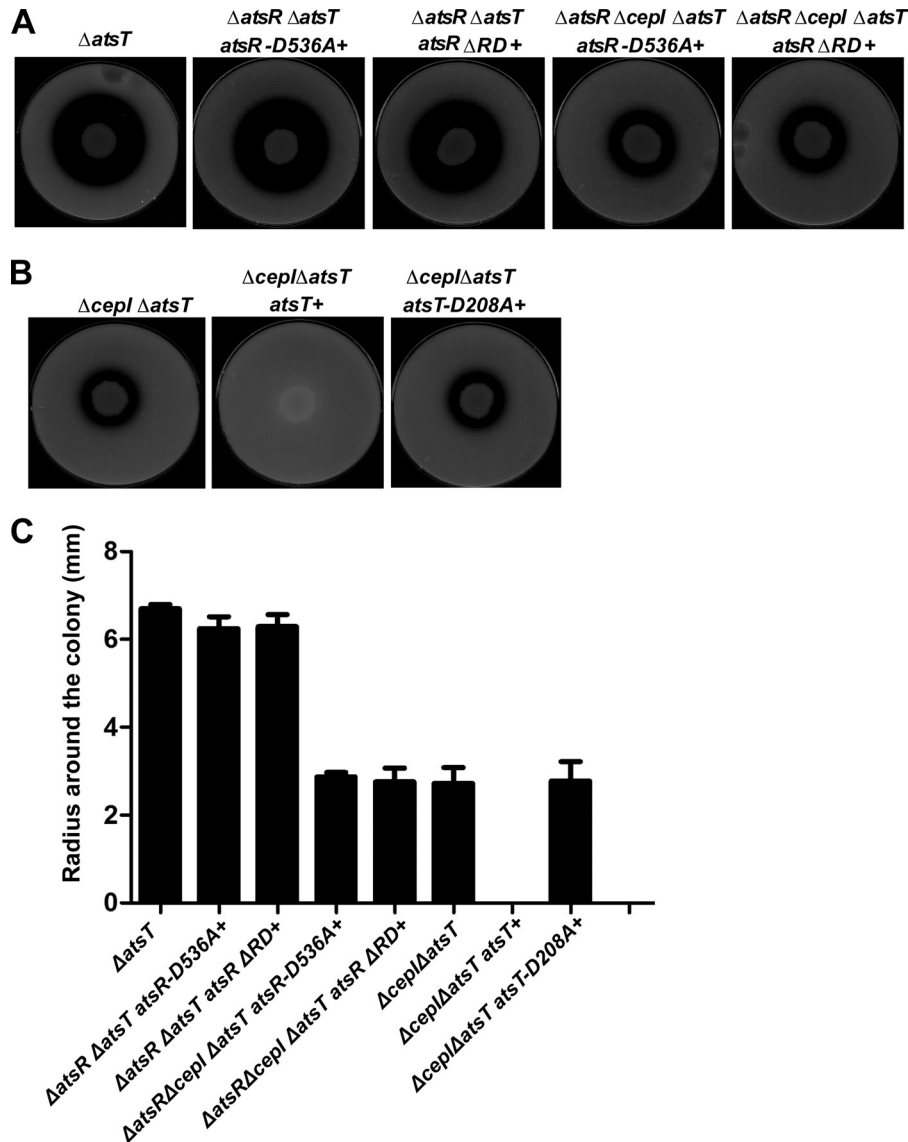 A
ΔatsT
ΔatsR ΔatsT
atsR-D536A+
ΔatsR ΔatsT
atsR ΔRD+
ΔatsR ΔcepI ΔatsT
atsR-D536A+
ΔatsR ΔcepI ΔatsT
atsR ΔRD+
B
ΔcepI ΔatsT
ΔcepIΔatsT
atsT+
ΔcepIΔatsT
atsT-D208A+
C
Radius around the colony (mm)
8
6
4
2
0
ΔatsT
ΔatsR ΔatsT atsR-D536A+
ΔatsR ΔatsT atsR ΔRD+
ΔatsRΔcepI ΔatsT atsR-D536A+
ΔatsRΔcepI ΔatsT atsR ΔRD+
ΔcepIΔatsT
ΔcepIΔatsT atsT+
ΔcepIΔatsT atsT-D208A+